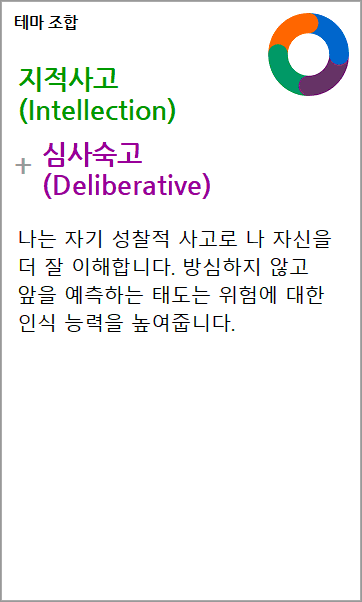 테마 조합
지적사고
(Intellection)
+ 심사숙고
(Deliberative)
나는 자기 성찰적 사고로 나 자신을
더 잘 이해합니다. 방심하지 않고
앞을 예측하는 태도는 위험에 대한
인식 능력을 높여줍니다.